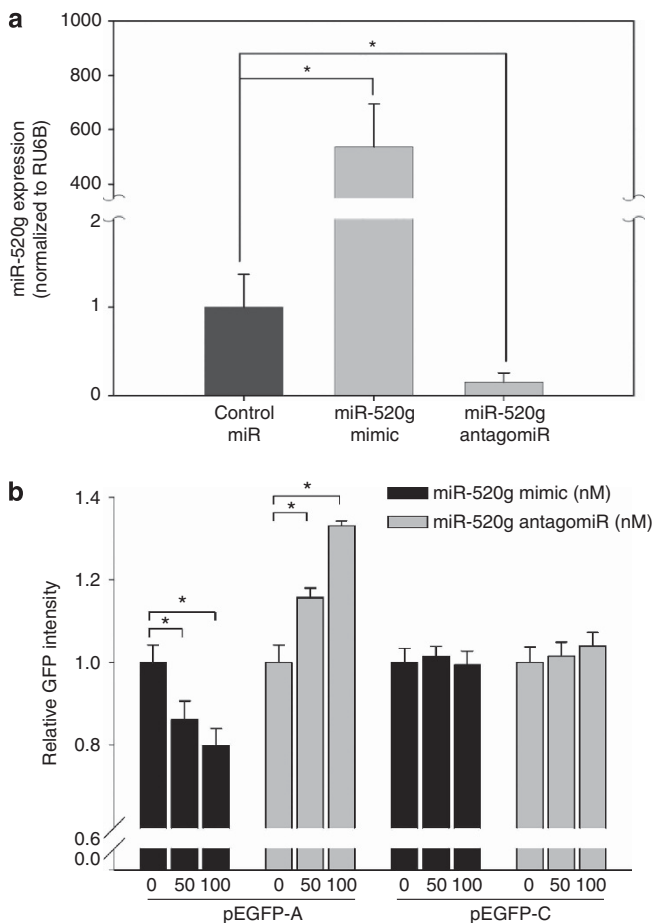 a
1000
800
600
400
2
1
0
miR-520g expression
(normalized to RU6B)
*
*
Control
miR
miR-520g
mimic
miR-520g
antagomiR
b
1.4
1.2
1.0
0.8
0.6
0.0
Relative GFP intensity
miR-520g mimic (nM)
miR-520g antagomiR (nM)
*
*
*
*
0 50 100 0 50 100 0 50 100 0 50 100
pEGFP-A pEGFP-C